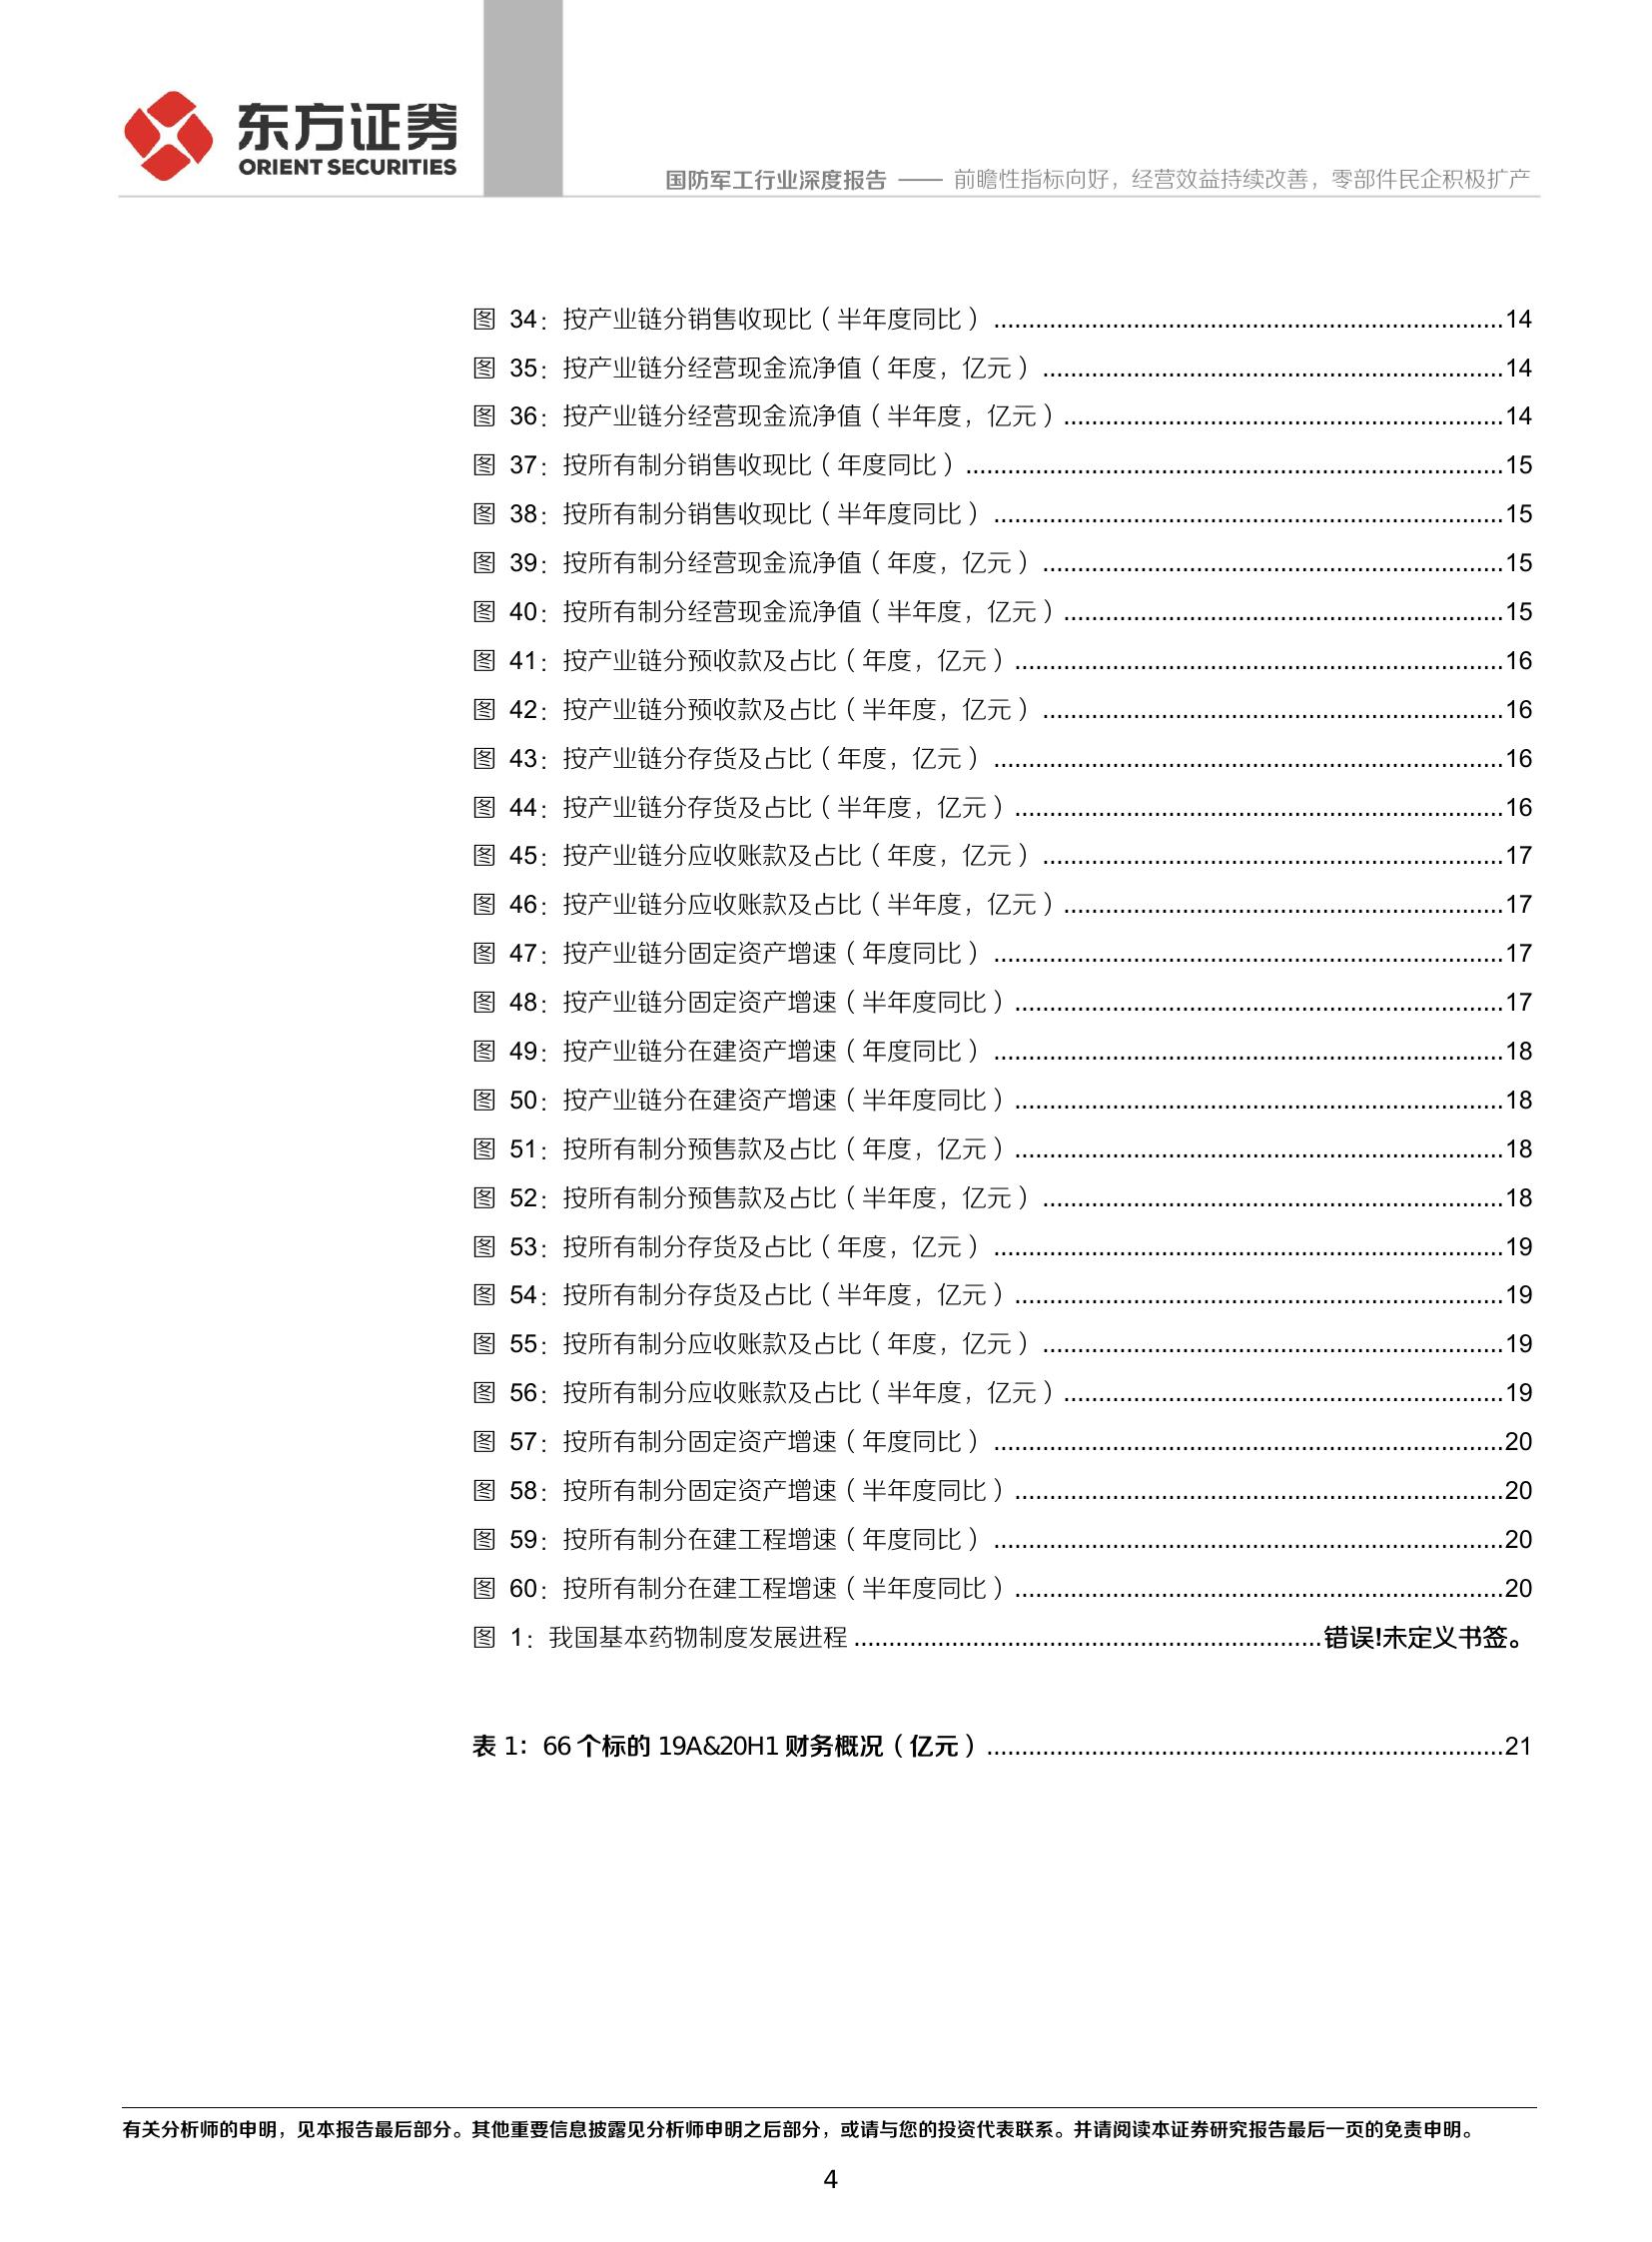 东方证券
ORIENT SECURITIES
国防军工行业深度报告 —— 前瞻性指标向好，经营效益持续改善，零部件民企积极扩产
图 34：按产业链分销售收现比（半年度同比）........14
图 35：按产业链分经营现金流净值（年度，亿元）........14
图 36：按产业链分经营现金流净值（半年度，亿元）........14
图 37：按所有制分销售收现比（年度同比）........15
图 38：按所有制分销售收现比（半年度同比）........15
图 39：按所有制分经营现金流净值（年度，亿元）........15
图 40：按所有制分经营现金流净值（半年度，亿元）........15
图 41：按产业链分预收款及占比（年度，亿元）........16
图 42：按产业链分预收款及占比（半年度，亿元）........16
图 43：按产业链分存货及占比（年度，亿元）........16
图 44：按产业链分存货及占比（半年度，亿元）........16
图 45：按产业链分应收账款及占比（年度，亿元）........17
图 46：按产业链分应收账款及占比（半年度，亿元）........17
图 47：按产业链分固定资产增速（年度同比）........17
图 48：按产业链分固定资产增速（半年度同比）........17
图 49：按产业链分在建资产增速（年度同比）........18
图 50：按产业链分在建资产增速（半年度同比）........18
图 51：按所有制分预售款及占比（年度，亿元）........18
图 52：按所有制分预售款及占比（半年度，亿元）........18
图 53：按所有制分存货及占比（年度，亿元）........19
图 54：按所有制分存货及占比（半年度，亿元）........19
图 55：按所有制分应收账款及占比（年度，亿元）........19
图 56：按所有制分应收账款及占比（半年度，亿元）........19
图 57：按所有制分固定资产增速（年度同比）........20
图 58：按所有制分固定资产增速（半年度同比）........20
图 59：按所有制分在建工程增速（年度同比）........20
图 60：按所有制分在建工程增速（半年度同比）........20
图 1：我国基本药物制度发展进程........错误!未定义书签。
表 1：66 个标的 19A&20H1 财务概况（亿元）........21
有关分析师的申明，见本报告最后部分。其他重要信息披露见分析师申明之后部分，或请与您的投资代表联系。并请阅读本证券研究报告最后一页的免责申明。
4